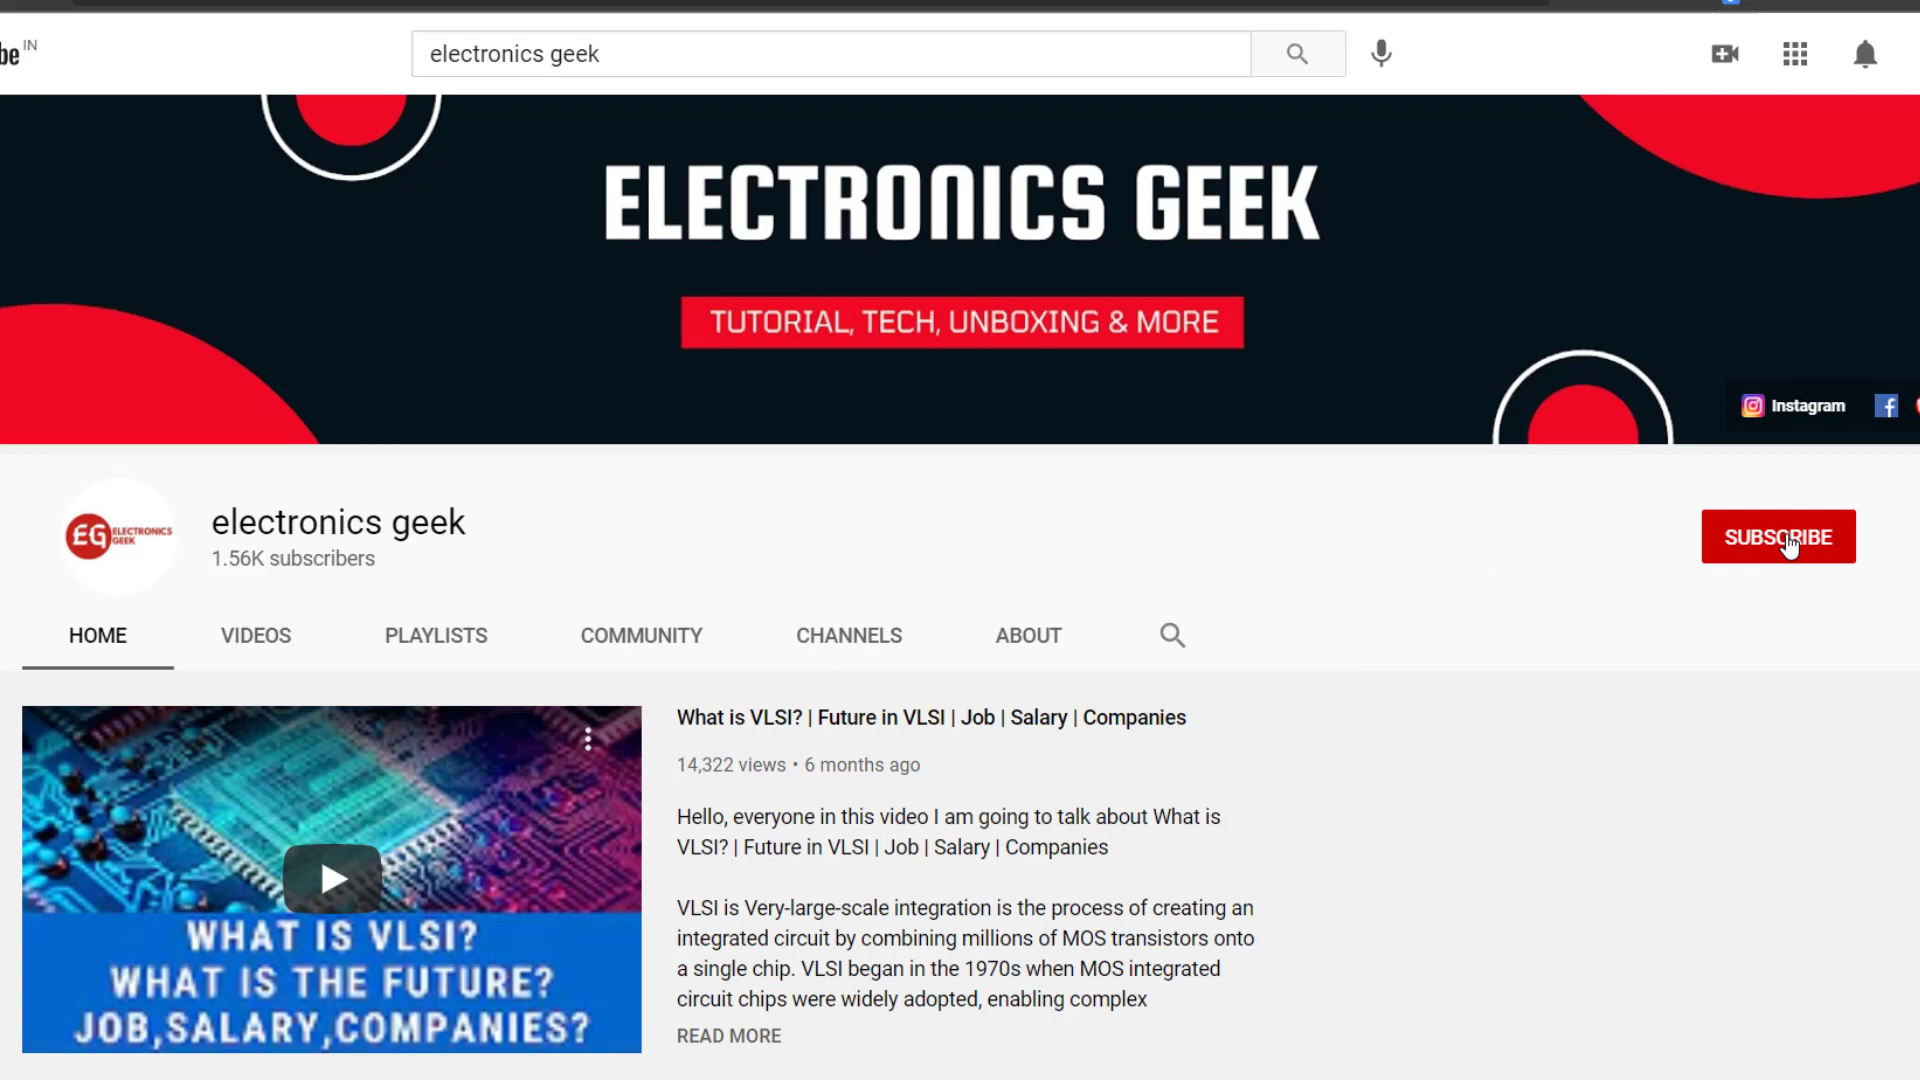 be IN
electronics geek
ELECTRONICS GEEK
TUTORIAL, TECH, UNBOXING & MORE
Instagram
EG ELECTRONICS
GEEK
electronics geek
1.56K subscribers
SUBSCRIBE
HOME VIDEOS PLAYLISTS COMMUNITY CHANNELS ABOUT
What is VLSI? | Future in VLSI | Job | Salary | Companies
14,322 views • 6 months ago
Hello, everyone in this video I am going to talk about What is
VLSI? | Future in VLSI | Job | Salary | Companies
VLSI is Very-large-scale integration is the process of creating an
integrated circuit by combining millions of MOS transistors onto
a single chip. VLSI began in the 1970s when MOS integrated
circuit chips were widely adopted, enabling complex
READ MORE
WHAT IS VLSI?
WHAT IS THE FUTURE?
JOB,SALARY,COMPANIES?